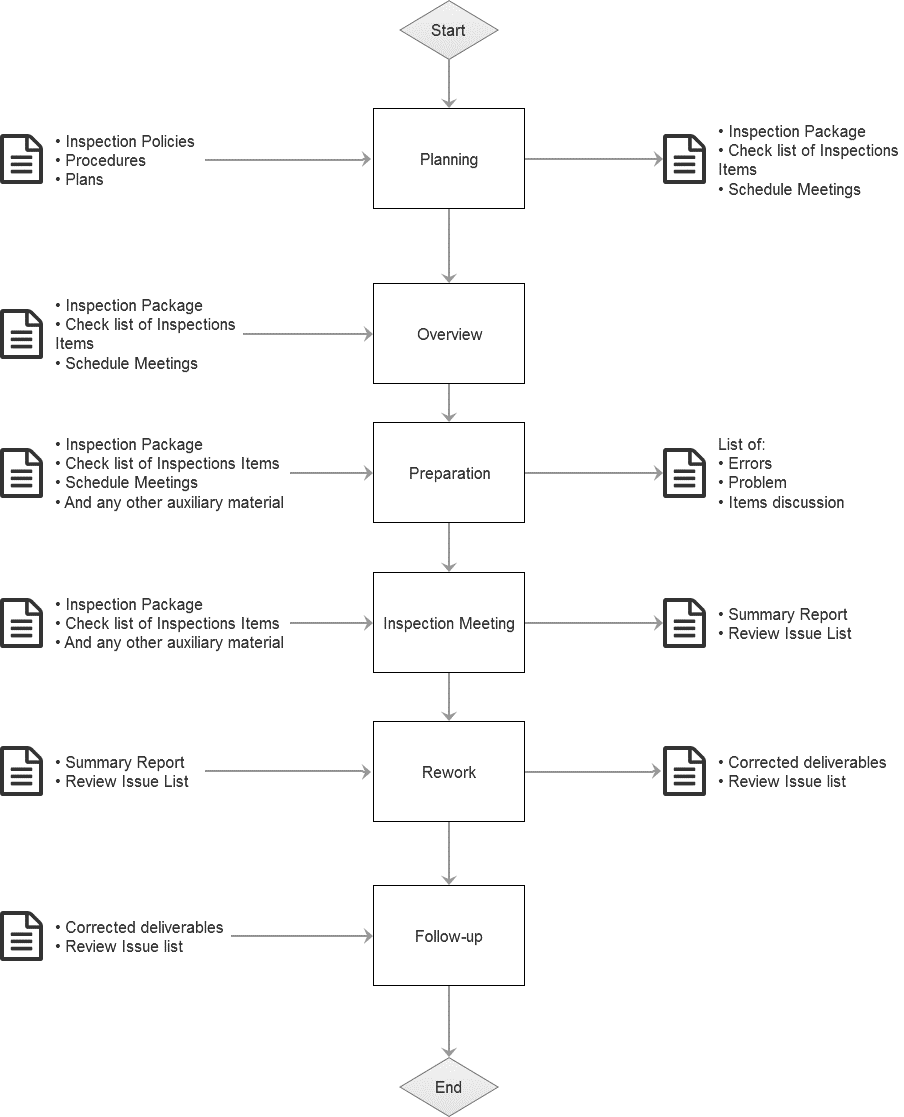 Start
• Inspection Policies
• Procedures
• Plans
Planning
• Inspection Package
• Check list of Inspections
Items
• Schedule Meetings
• Inspection Package
• Check list of Inspections
Items
• Schedule Meetings
Overview
• Inspection Package
• Check list of Inspections Items
• Schedule Meetings
• And any other auxiliary material
Preparation
List of:
• Errors
• Problem
• Items discussion
• Inspection Package
• Check list of Inspections Items
• And any other auxiliary material
Inspection Meeting
• Summary Report
• Review Issue List
• Summary Report
• Review Issue List
Rework
• Corrected deliverables
• Review Issue list
• Corrected deliverables
• Review Issue list
Follow-up
End